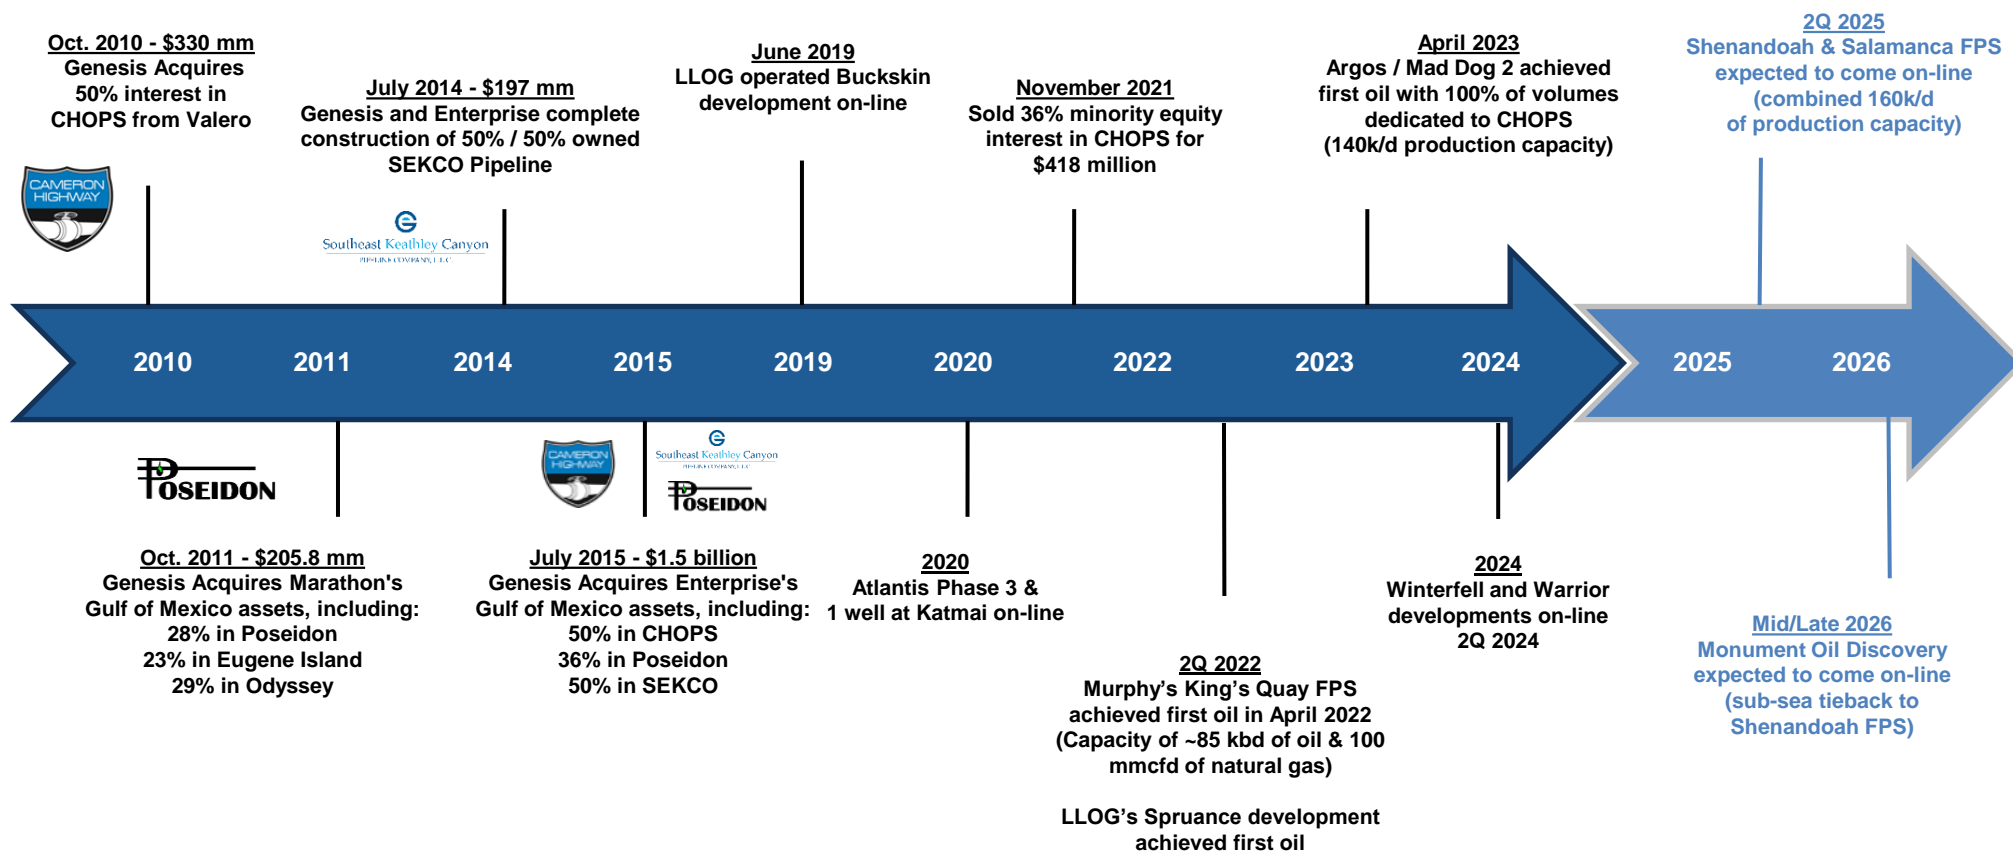 Oct. 2010 - $330 mm
Genesis Acquires
50% interest in
CHOPS from Valero
July 2014 - $197 mm
Genesis and Enterprise complete
construction of 50% / 50% owned
SEKCO Pipeline
June 2019
LLOG operated Buckskin
development on-line
November 2021
Sold 36% minority equity
interest in CHOPS for
$418 million
April 2023
Argos / Mad Dog 2 achieved
first oil with 100% of volumes
dedicated to CHOPS
(140k/d production capacity)
2Q 2025
Shenandoah & Salamanca FPS
expected to come on-line
(combined 160k/d
of production capacity)
CAMERON
HIGHWAY
Southeast Keathley Canyon
PIPELINE COMPANY, L.L.C.
2010
2011
2014
2015
2019
2020
2022
2023
2024
2025
2026
POSEIDON
CAMERON
HIGHWAY
Southeast Keathley Canyon
PIPELINE COMPANY, L.L.C.
POSEIDON
Oct. 2011 - $205.8 mm
Genesis Acquires Marathon's
Gulf of Mexico assets, including:
28% in Poseidon
23% in Eugene Island
29% in Odyssey
July 2015 - $1.5 billion
Genesis Acquires Enterprise's
Gulf of Mexico assets, including:
50% in CHOPS
36% in Poseidon
50% in SEKCO
2020
Atlantis Phase 3 &
1 well at Katmai on-line
2Q 2022
Murphy’s King’s Quay FPS
achieved first oil in April 2022
(Capacity of ~85 kbd of oil & 100
mmcfd of natural gas)
LLOG’s Spruance development
achieved first oil
2024
Winterfell and Warrior
developments on-line
2Q 2024
Mid/Late 2026
Monument Oil Discovery
expected to come on-line
(sub-sea tieback to
Shenandoah FPS)